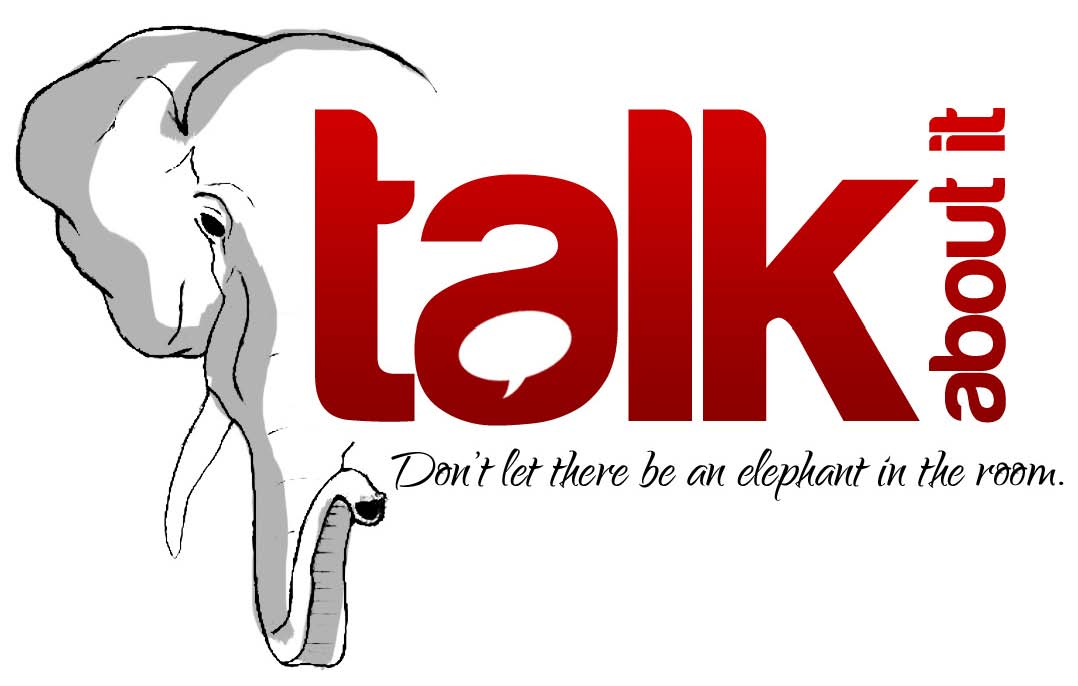 talk
about it
Don't let there be an elephant in the room.